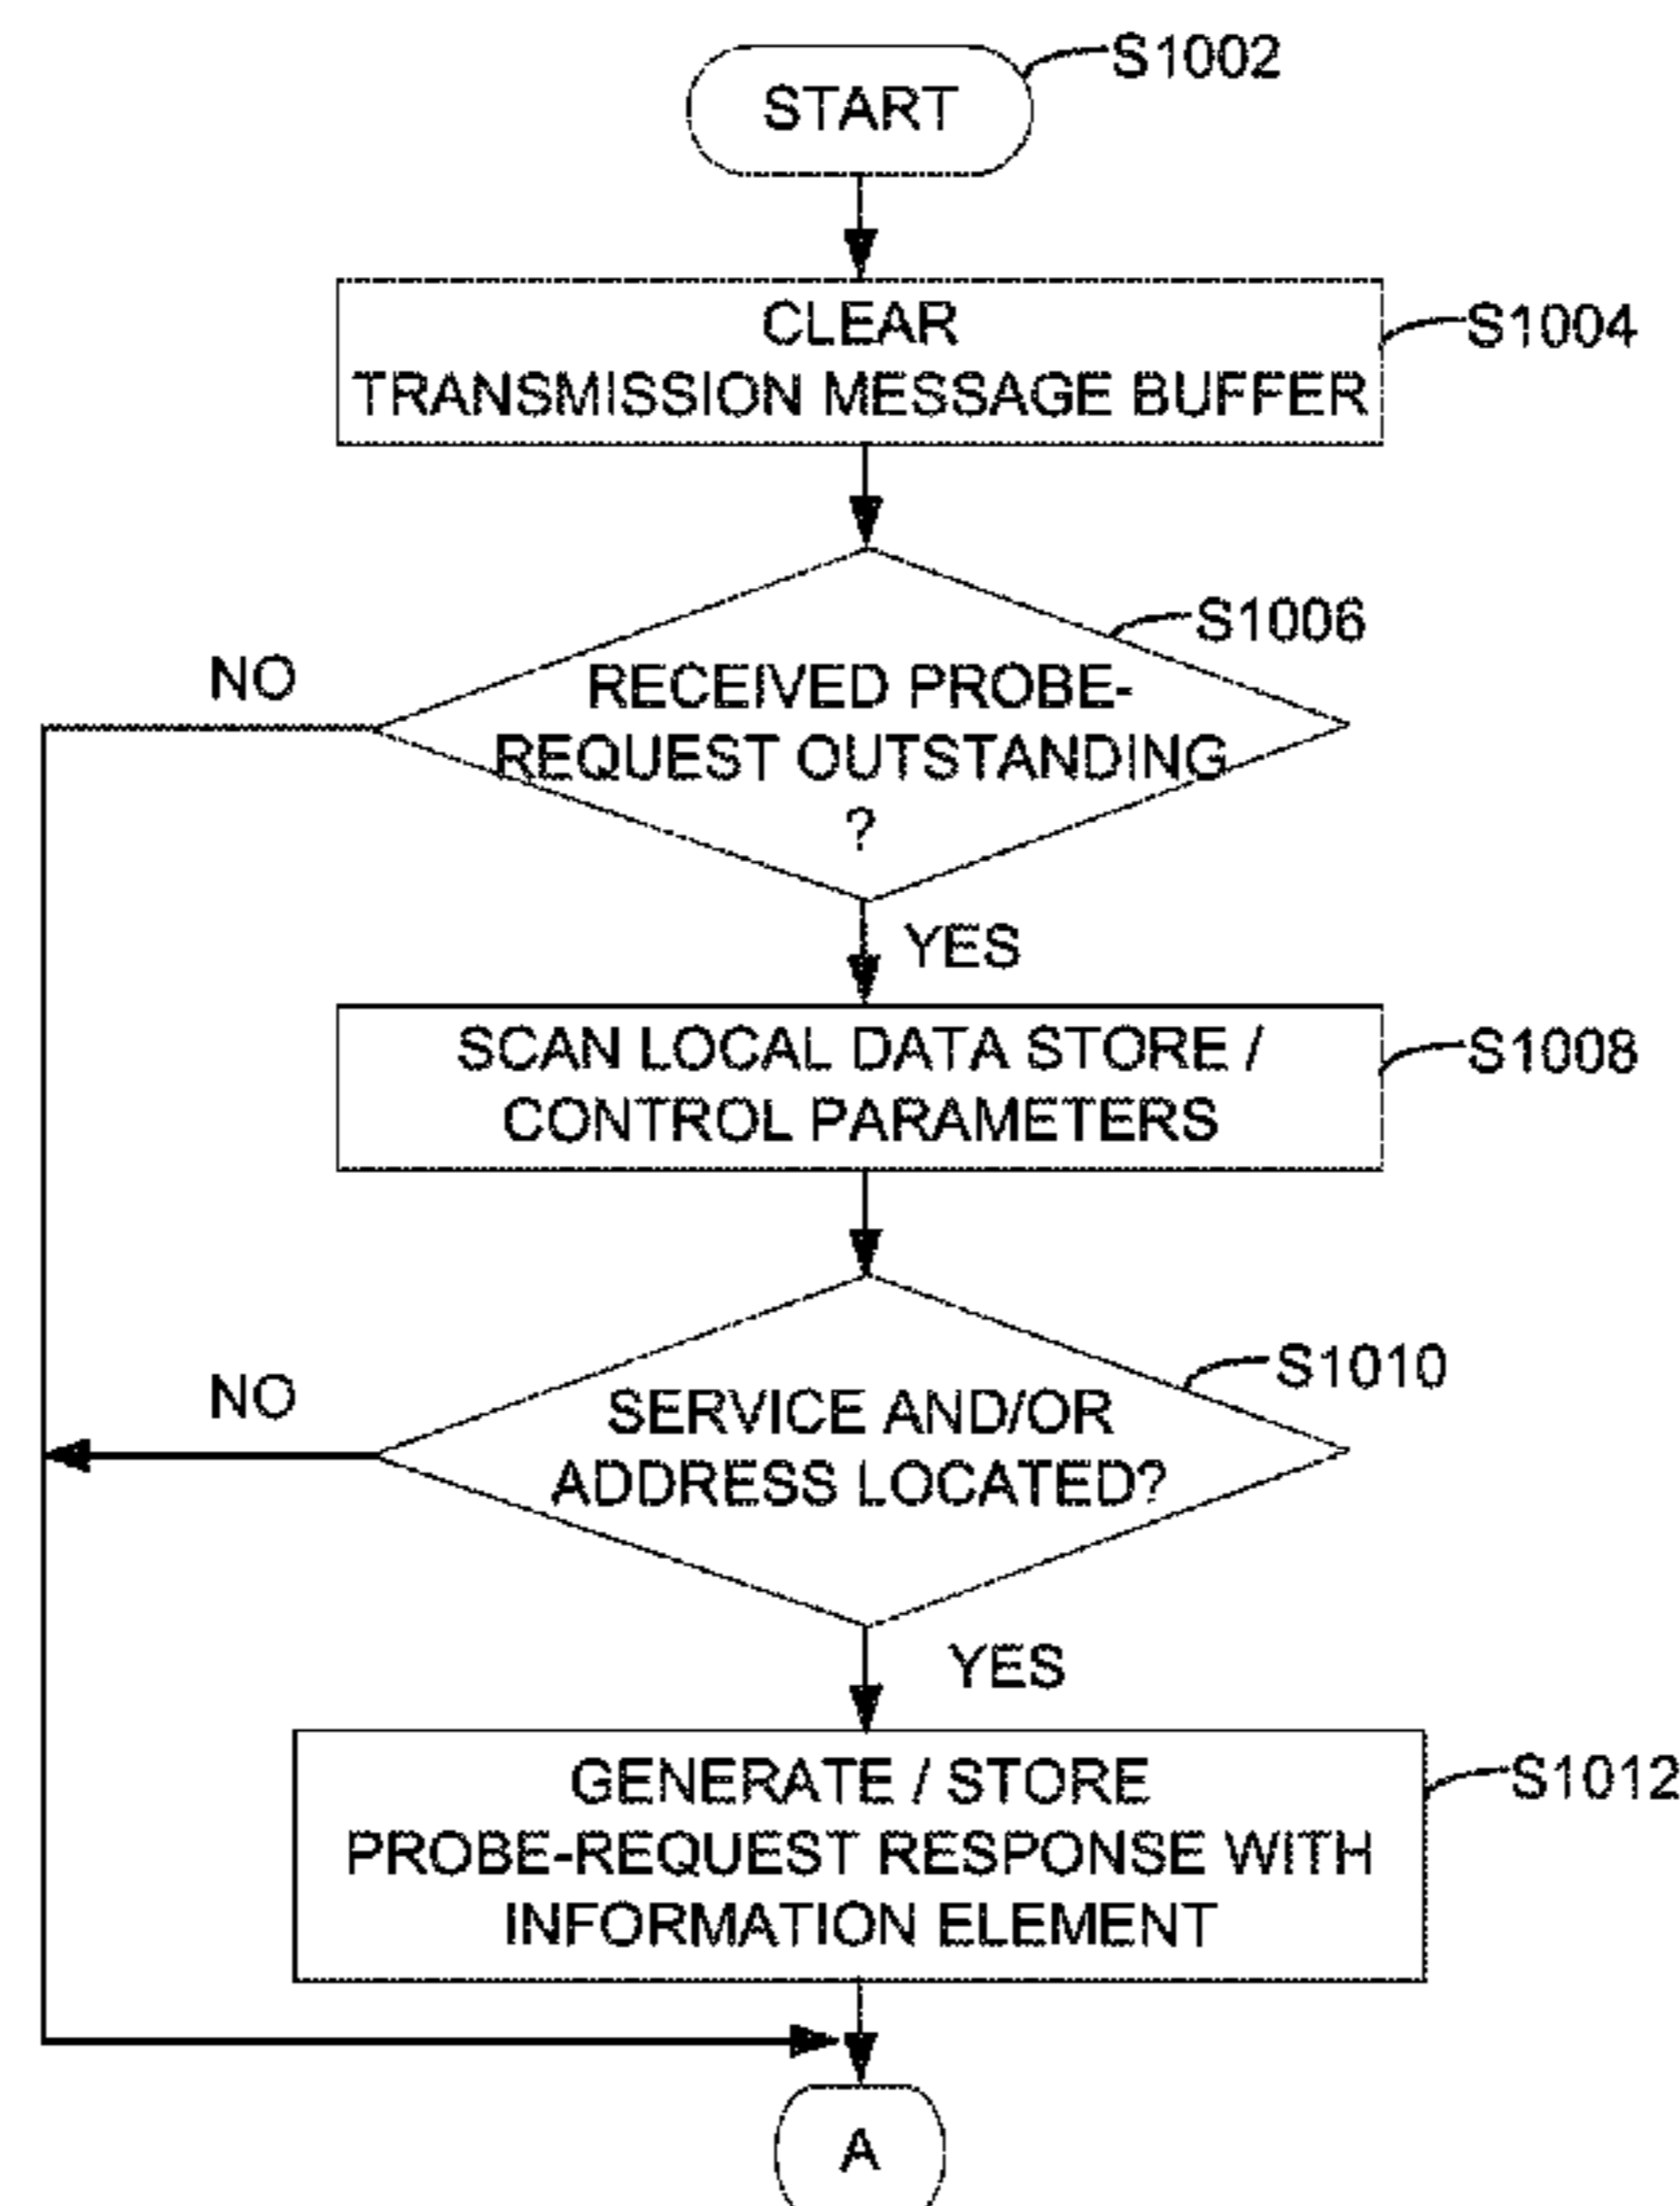 START
S1002
CLEAR
TRANSMISSION MESSAGE BUFFER
S1004
RECEIVED PROBE-
REQUEST OUTSTANDING
?
S1006
NO
YES
SCAN LOCAL DATA STORE /
CONTROL PARAMETERS
S1008
SERVICE AND/OR
ADDRESS LOCATED?
S1010
NO
YES
GENERATE / STORE
PROBE-REQUEST RESPONSE WITH
INFORMATION ELEMENT
S1012
A